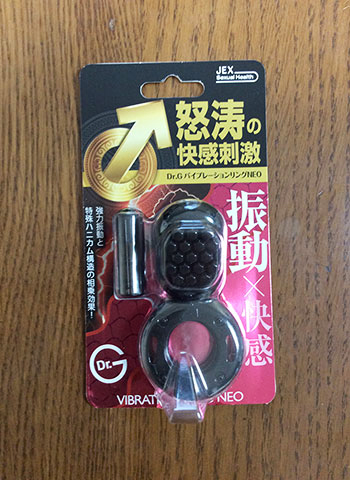 JEX
Sexual Health
怒涛の
快感刺激
Dr.G バイブレーションリングNEO
強力振動と
特殊ハニカム構造の相乗効果！
振動×快感
Dr.
G
NEO